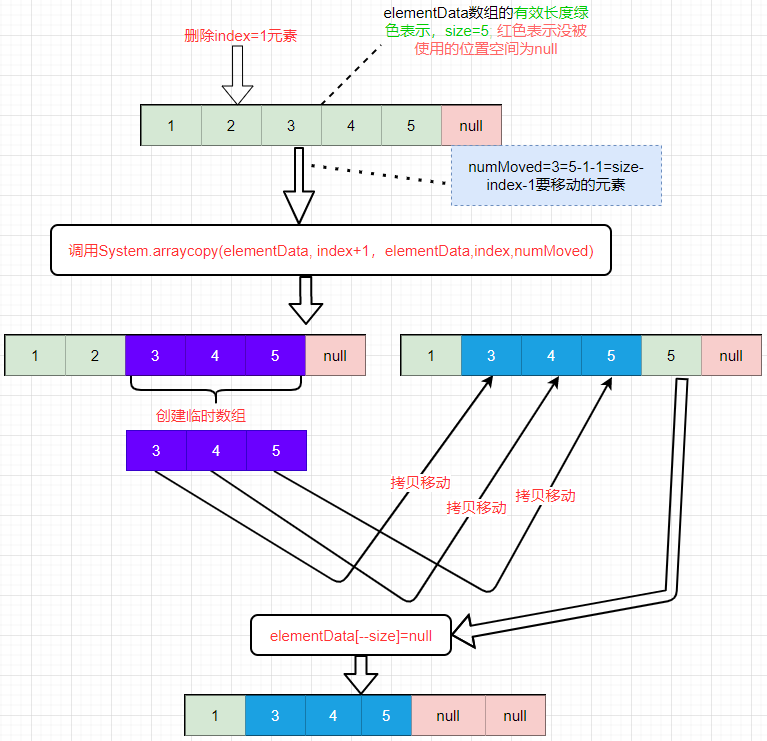 elementData数组的有效长度绿
色表示，size=5; 红色表示没被
使用的位置空间为null
删除index=1元素
1 2 3 4 5 null
numMoved=3=5-1-1=size-
index-1要移动的元素
调用System.arraycopy(elementData, index+1，elementData,index,numMoved)
1 2 3 4 5 null
1 3 4 5 5 null
创建临时数组
3 4 5
拷贝移动
拷贝移动
拷贝移动
elementData[--size]=null
1 3 4 5 null null